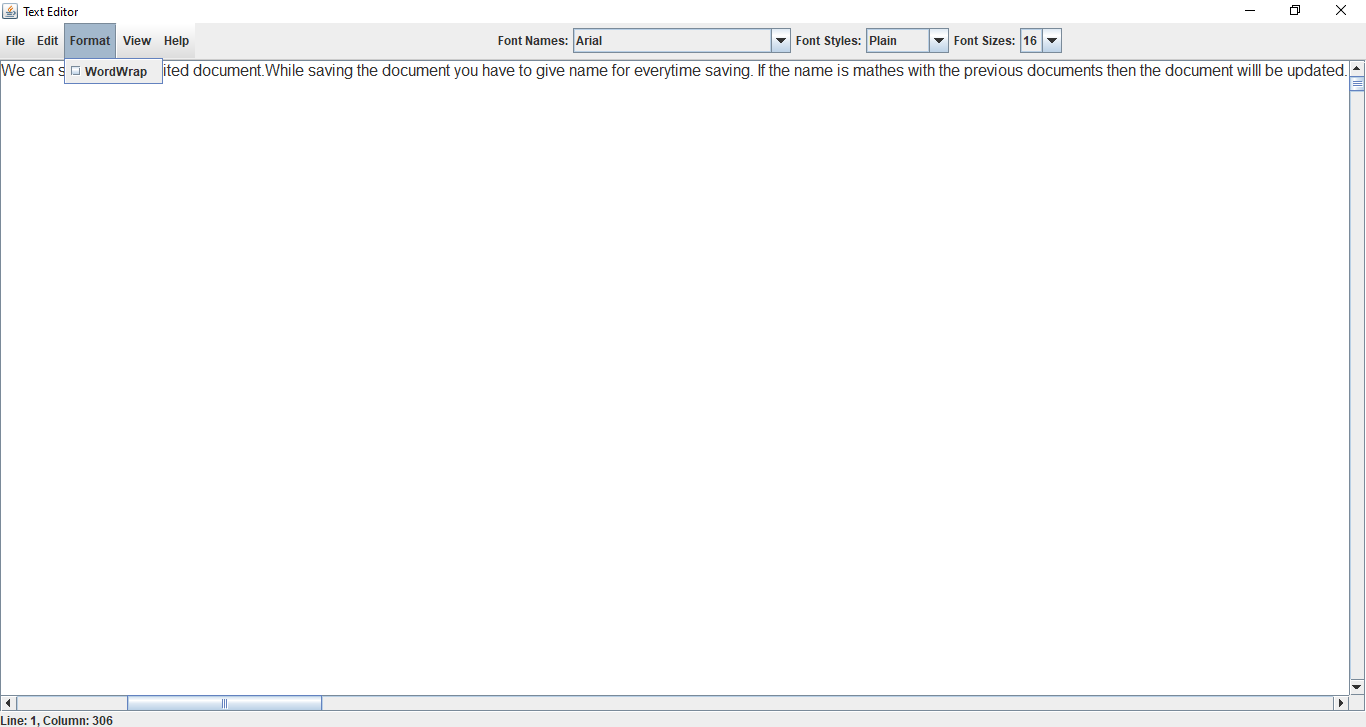 Text Editor
File Edit Format View Help Font Names: Arial Font Styles: Plain Font Sizes: 16
WordWrap
We can s ited document.While saving the document you have to give name for everytime saving. If the name is mathes with the previous documents then the document willl be updated.
Line: 1, Column: 306